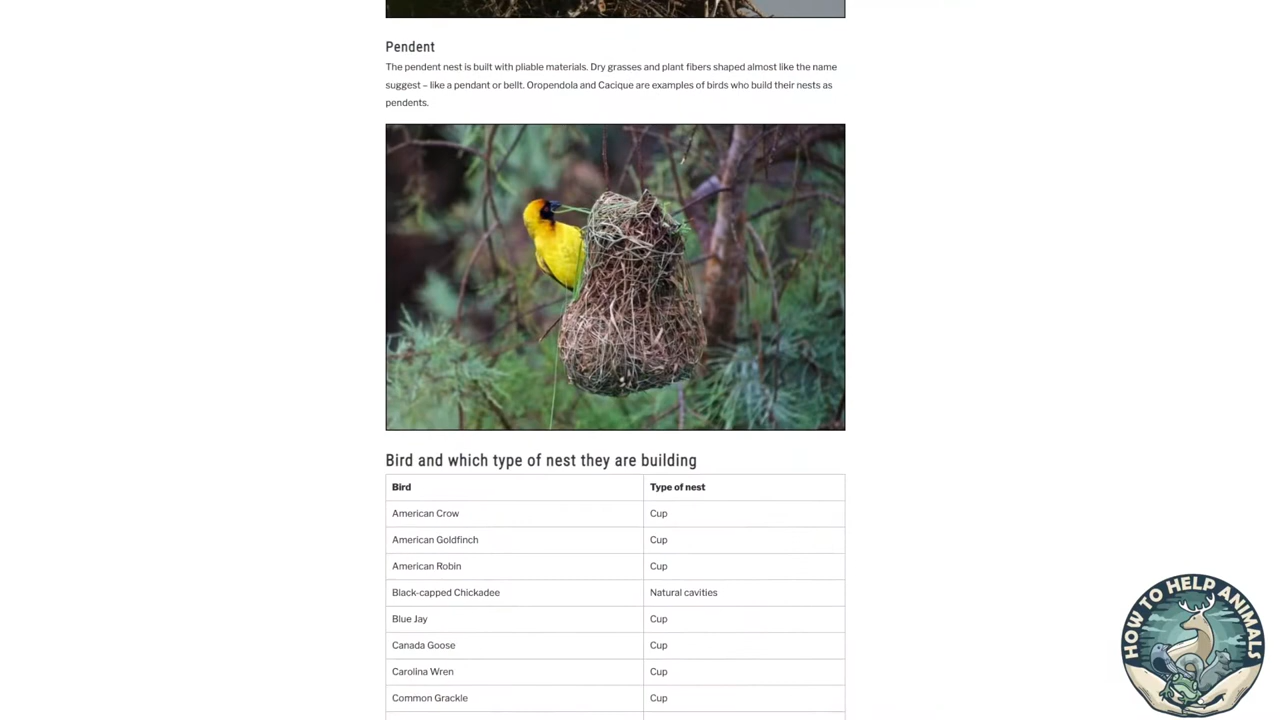 Pendent
The pendent nest is built with pliable materials. Dry grasses and plant fibers shaped almost like the name
suggest – like a pendant or bellt. Oropendola and Cacique are examples of birds who build their nests as
pendents.
Bird and which type of nest they are building
Bird Type of nest
American Crow Cup
American Goldfinch Cup
American Robin Cup
Black-capped Chickadee Natural cavities
Blue Jay Cup
Canada Goose Cup
Carolina Wren Cup
Common Grackle Cup
HOW TO HELP ANIMALS